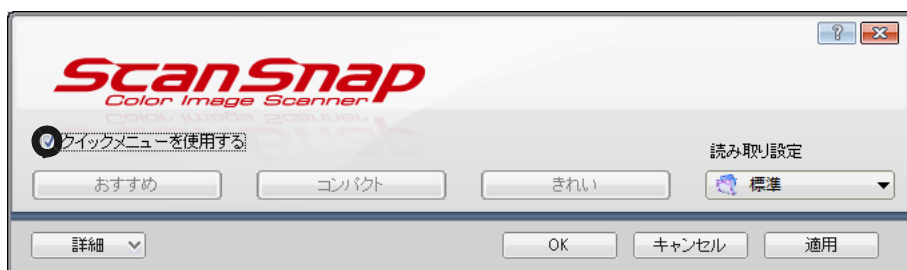 ScanSnap
Color Image Scanner
クイックメニューを使用する
読み取り設定
おすすめ
コンパクト
きれい
標準
詳細
OK
キャンセル
適用